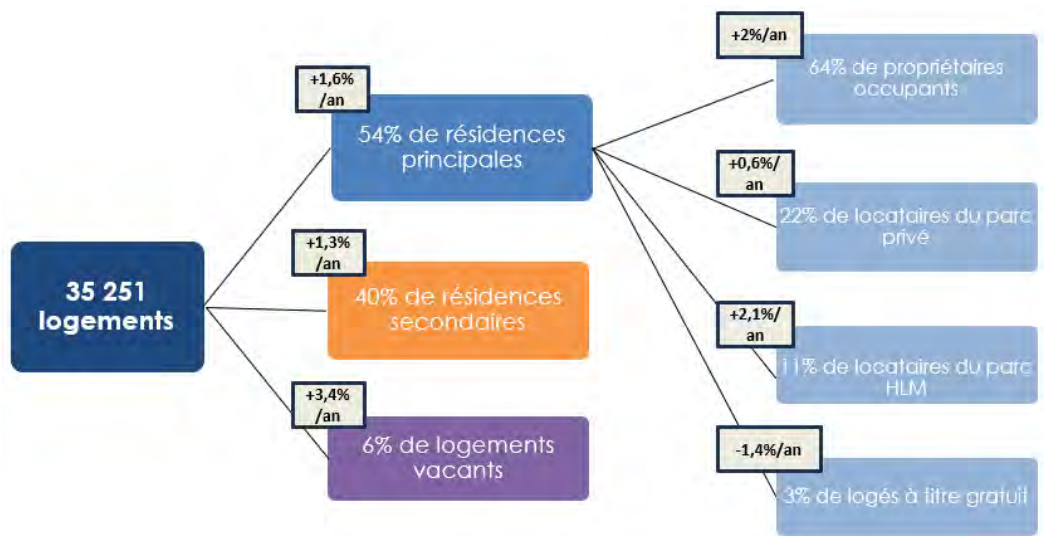 35 251
logements
+1,6%
/an
54% de résidences
principales
+1,3%
/an
40% de résidences
secondaires
+3,4%
/an
6% de logements
vacants
+2%/an
64% de propriétaires
occupants
+0,6%/
an
22% de locataires du parc
privé
+2,1%/
an
11% de locataires du parc
HLM
-1,4%/an
3% de logés à titre gratuit